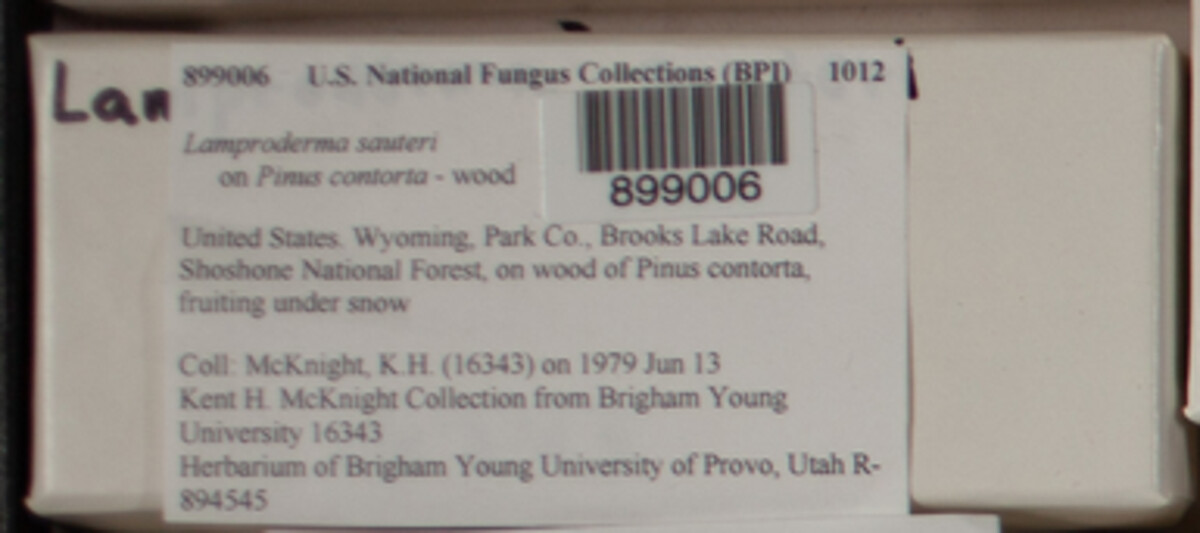 Lam
899006 U.S. National Fungus Collections (BPI) 1012
Lamproderma sauteri
on Pinus contorta - wood
899006
United States. Wyoming, Park Co., Brooks Lake Road,
Shoshone National Forest, on wood of Pinus contorta,
fruiting under snow
Coll: McKnight, K.H. (16343) on 1979 Jun 13
Kent H. McKnight Collection from Brigham Young
University 16343
Herbarium of Brigham Young University of Provo, Utah R-
894545